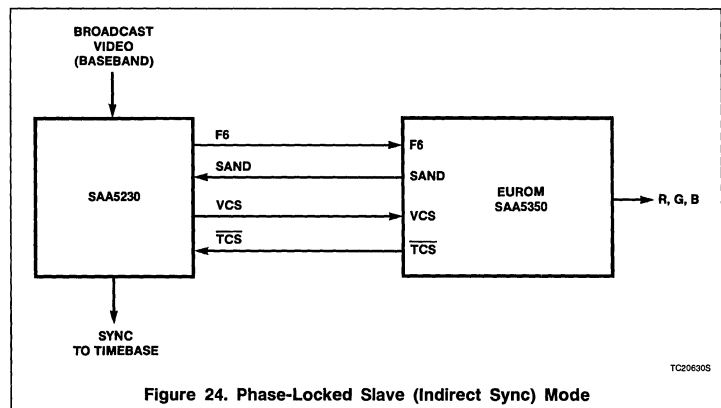 BROADCAST
VIDEO
(BASEBAND)
SAA5230
F6
SAND
VCS
TCS
F6
SAND
VCS
TCS
EUROM
SAA5350
R, G, B
SYNC
TO TIMEBASE
TC20630S
Figure 24. Phase-Locked Slave (Indirect Sync) Mode